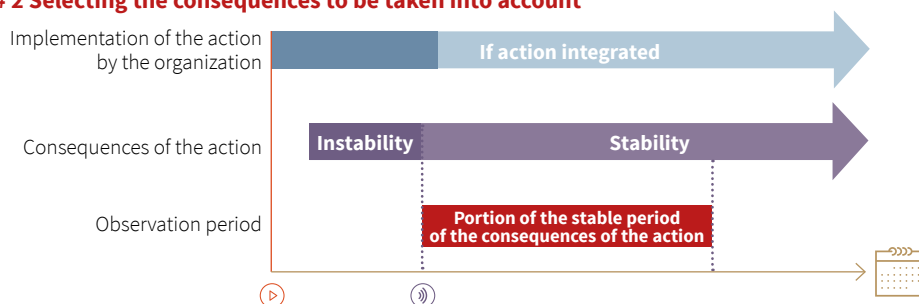 # 2 Selecting the consequences to be taken into account
Implementation of the action
by the organization
If action integrated
Consequences of the action
Instability
Stability
Observation period
Portion of the stable period
of the consequences of the action